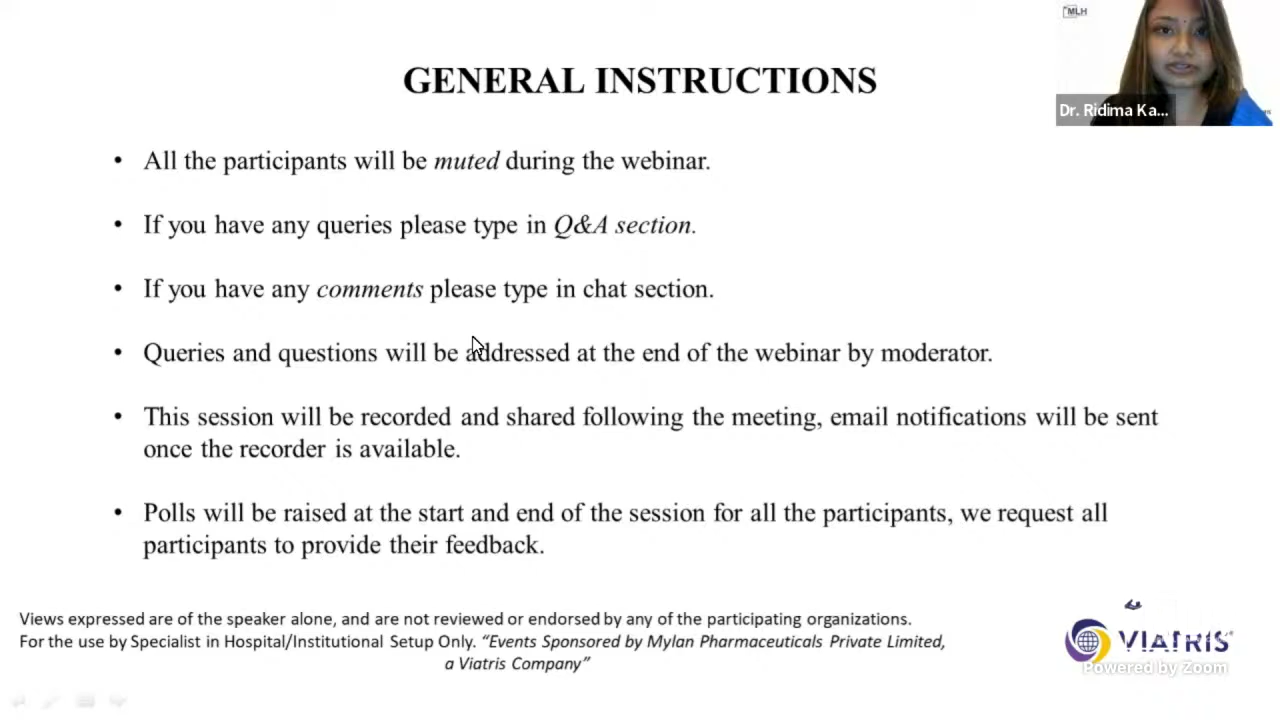 MLH
GENERAL INSTRUCTIONS
Dr. Ridima Ka...
• All the participants will be muted during the webinar.
• If you have any queries please type in Q&A section.
• If you have any comments please type in chat section.
• Queries and questions will be addressed at the end of the webinar by moderator.
• This session will be recorded and shared following the meeting, email notifications will be sent
once the recorder is available.
• Polls will be raised at the start and end of the session for all the participants, we request all
participants to provide their feedback.
Views expressed are of the speaker alone, and are not reviewed or endorsed by any of the participating organizations.
For the use by Specialist in Hospital/Institutional Setup Only. “Events Sponsored by Mylan Pharmaceuticals Private Limited,
a Viatris Company”
VIATRIS
Powered by Zoom